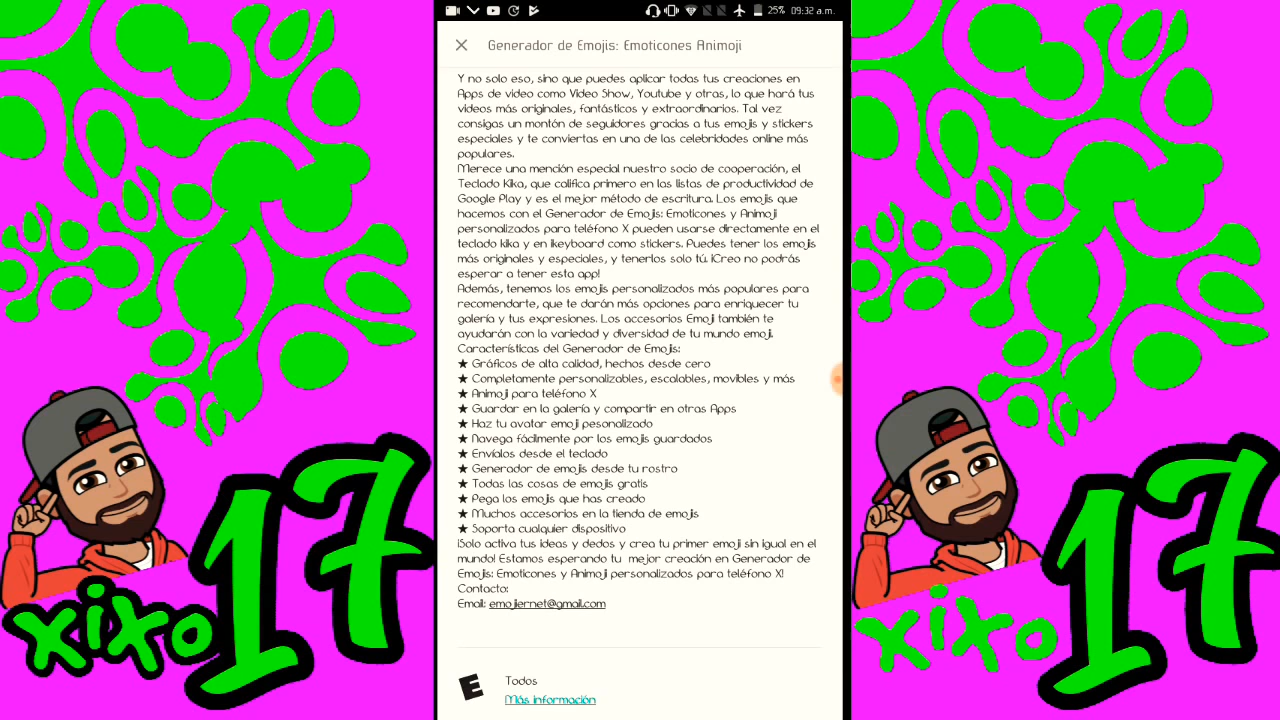 25% 09:32 a.m.
Generador de Emojis: Emoticones Animoji
Y no solo eso, sino que puedes aplicar todas tus creaciones en
Apps de video como Video Show, Youtube y otras, lo que hará tus
videos más originales, fantásticos y extraordinarios. Tal vez
consigas un montón de seguidores gracias a tus emojis y stickers
especiales y te conviertas en una de las celebridades online más
populares.
Merece una mención especial nuestro socio de cooperación, el
Teclado Kika, que califica primero en las listas de productividad de
Google Play y es el mejor método de escritura. Los emojis que
hacemos con el Generador de Emojis: Emoticones y Animoji
personalizados para teléfono X pueden usarse directamente en el
teclado kika y en ikeyboard como stickers. Puedes tener los emojis
más originales y especiales, y tenerlos solo tú. ¡Creo no podrás
esperar a tener esta app!
Además, tenemos los emojis personalizados más populares para
recomendarte, que te darán más opciones para enriquecer tu
galería y tus expresiones. Los accesorios Emoji también te
ayudarán con la variedad y diversidad de tu mundo emoji.
Características del Generador de Emojis:
★ Gráficos de alta calidad, hechos desde cero
★ Completamente personalizables, escalables, movibles y más
★ Animoji para teléfono X
★ Guardar en la galería y compartir en otras Apps
★ Haz tu avatar emoji pesonalizado
★ Navega fácilmente por los emojis guardados
★ Envíalos desde el teclado
★ Generador de emojis desde tu rostro
★ Todas las cosas de emojis gratis
★ Pega los emojis que has creado
★ Muchos accesorios en la tienda de emojis
★ Soporta cualquier dispositivo
¡Solo activa tus ideas y dedos y crea tu primer emoji sin igual en el
mundo! Estamos esperando tu mejor creación en Generador de
Emojis: Emoticones y Animoji personalizados para teléfono X!
Contacto:
Email: emojiernet@gmail.com
E
Todos
Más información
xixo17
xixo17